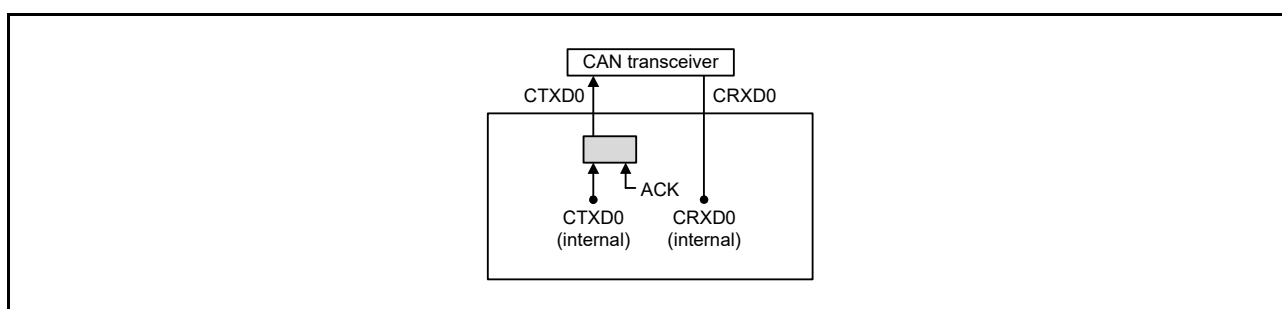 CAN transceiver
CTXD0
CRXD0
ACK
CTXD0
(internal)
CRXD0
(internal)